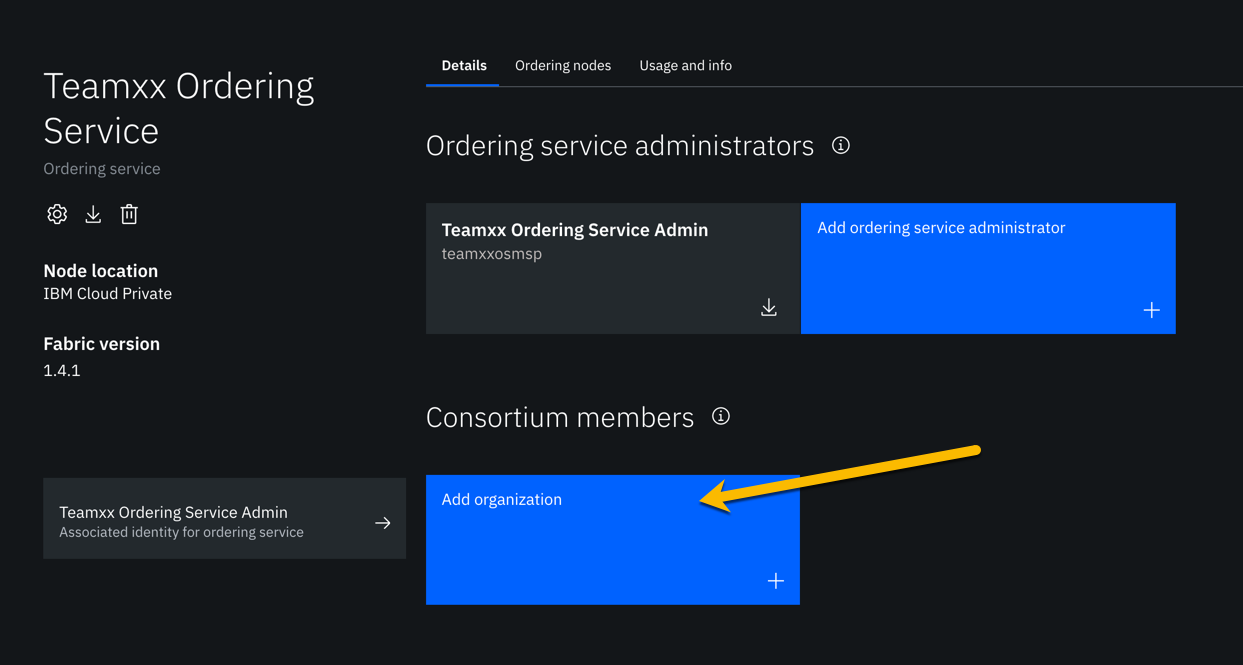 Teamxx Ordering
Service
Ordering service
Node location
IBM Cloud Private
Fabric version
1.4.1
Teamxx Ordering Service Admin
Associated identity for ordering service
Details
Ordering nodes
Usage and info
Ordering service administrators
Teamxx Ordering Service Admin
teamxxosmsp
Add ordering service administrator
Consortium members
Add organization